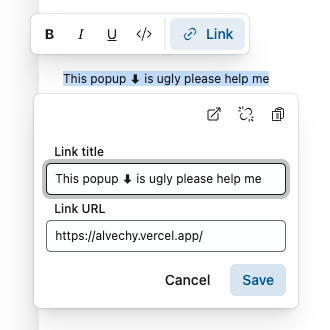 B I U </> Link
This popup ⬇ is ugly please help me
Link title
This popup ⬇ is ugly please help me
Link URL
https://alvechy.vercel.app/
Cancel Save